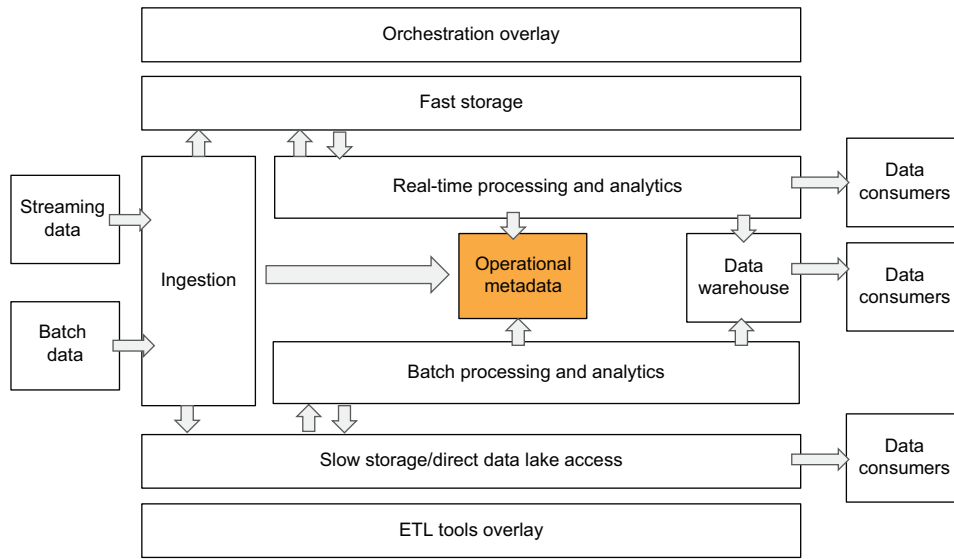 Orchestration overlay
Fast storage
Real-time processing and analytics
Data
consumers
Streaming
data
Ingestion
Operational
metadata
Data
warehouse
Data
consumers
Batch
data
Batch processing and analytics
Slow storage/direct data lake access
Data
consumers
ETL tools overlay